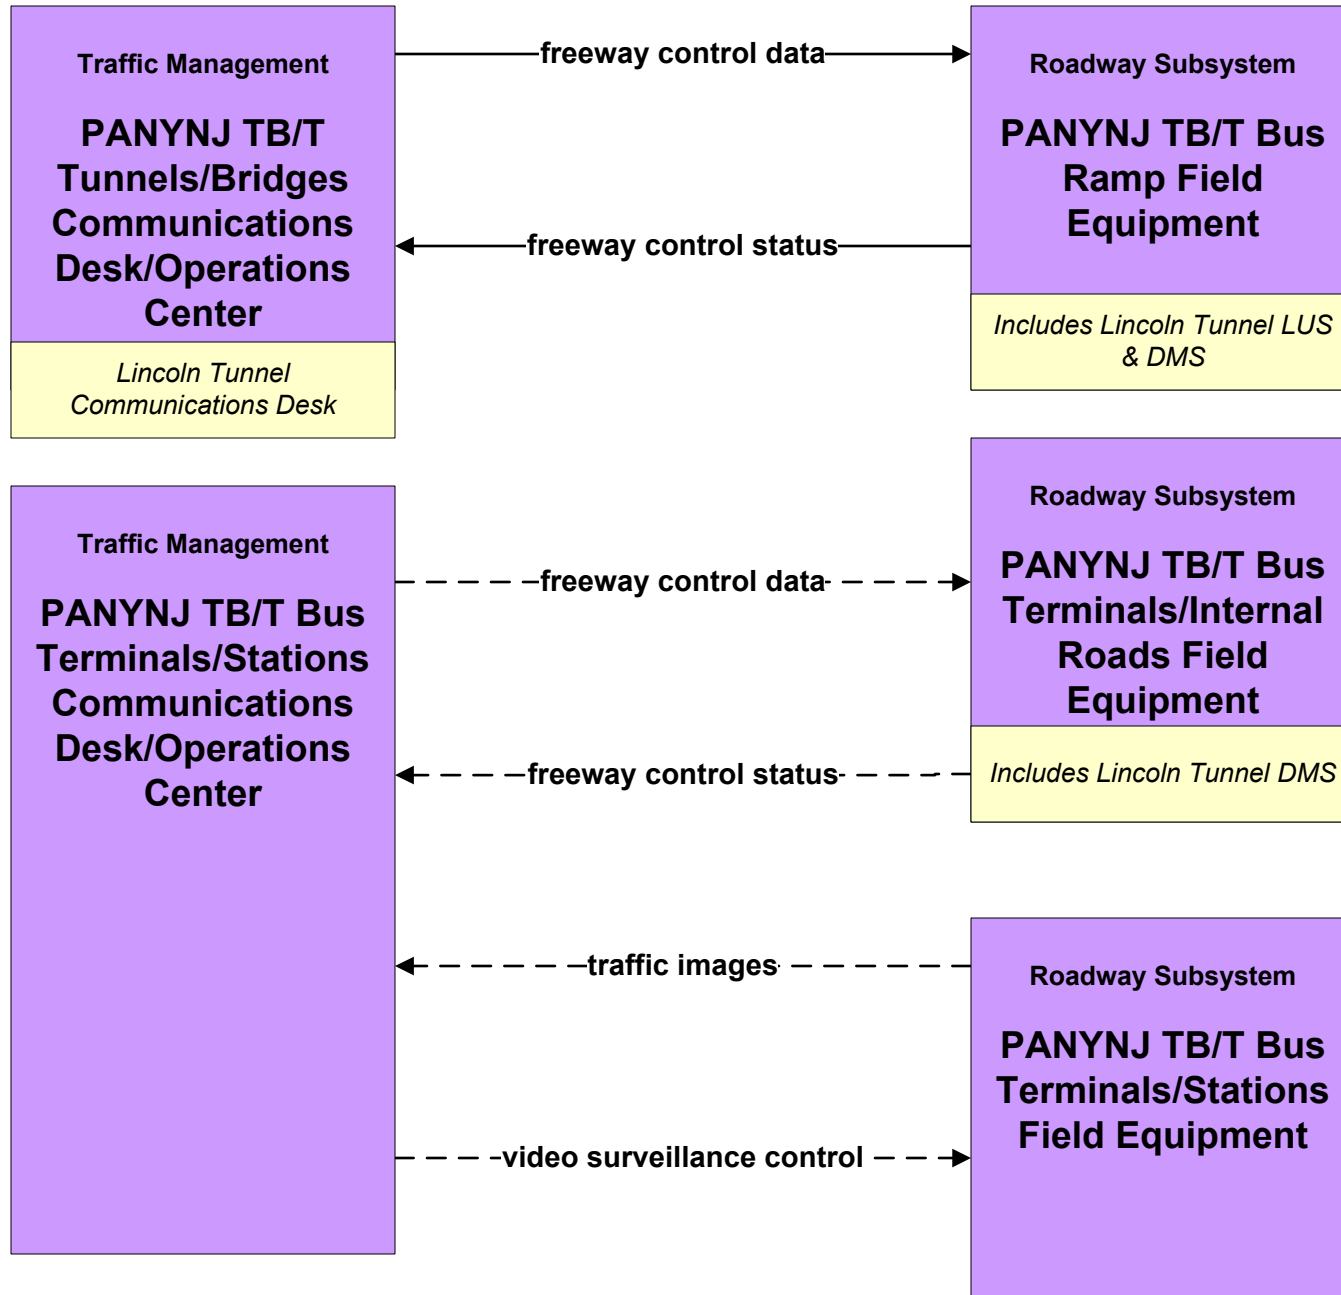 Traffic Management
PANYNJ TB/T
Tunnels/Bridges
Communications
Desk/Operations
Center
Lincoln Tunnel
Communications Desk
freeway control data
freeway control status
Roadway Subsystem
PANYNJ TB/T Bus
Ramp Field
Equipment
Includes Lincoln Tunnel LUS
& DMS
Traffic Management
PANYNJ TB/T Bus
Terminals/Stations
Communications
Desk/Operations
Center
freeway control data
freeway control status
traffic images
video surveillance control
Roadway Subsystem
PANYNJ TB/T Bus
Terminals/Internal
Roads Field
Equipment
Includes Lincoln Tunnel DMS
Roadway Subsystem
PANYNJ TB/T Bus
Terminals/Stations
Field Equipment